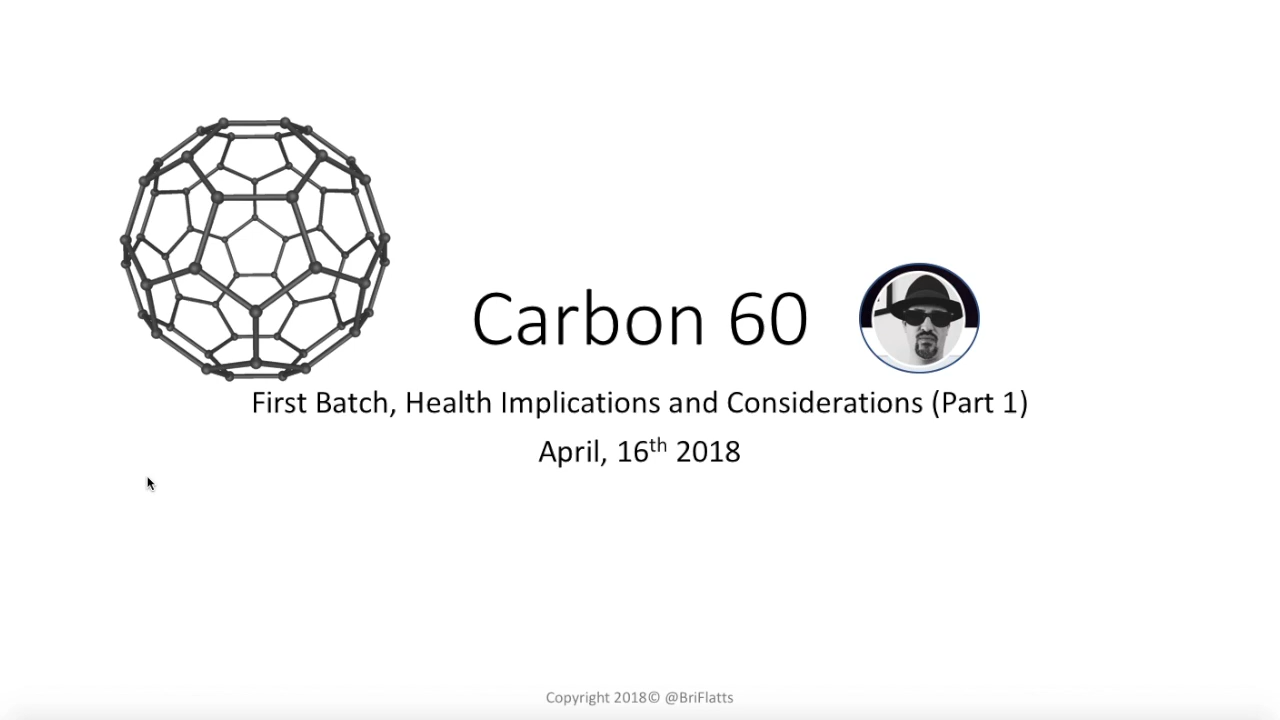 Carbon 60
First Batch, Health Implications and Considerations (Part 1)
April, 16th 2018
Copyright 2018© @BriFlatts